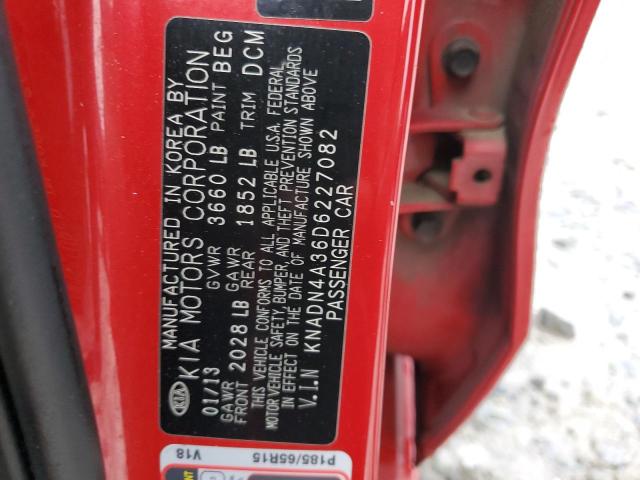 MANUFACTURED IN KOREA BY
KIA KIA MOTORS CORPORATION
01/13 GVWR 3660 LB PAINT BEG
GAWR FRONT 2028 LB GAWR REAR 1852 LB TRIM DCM
THIS VEHICLE CONFORMS TO ALL APPLICABLE U.S.A. FEDERAL
MOTOR VEHICLE SAFETY, BUMPER, AND THEFT PREVENTION STANDARDS
IN EFFECT ON THE DATE OF MANUFACTURE SHOWN ABOVE
V.I.N KNADN4A36D6227082
PASSENGER CAR
V18 P185/65R15